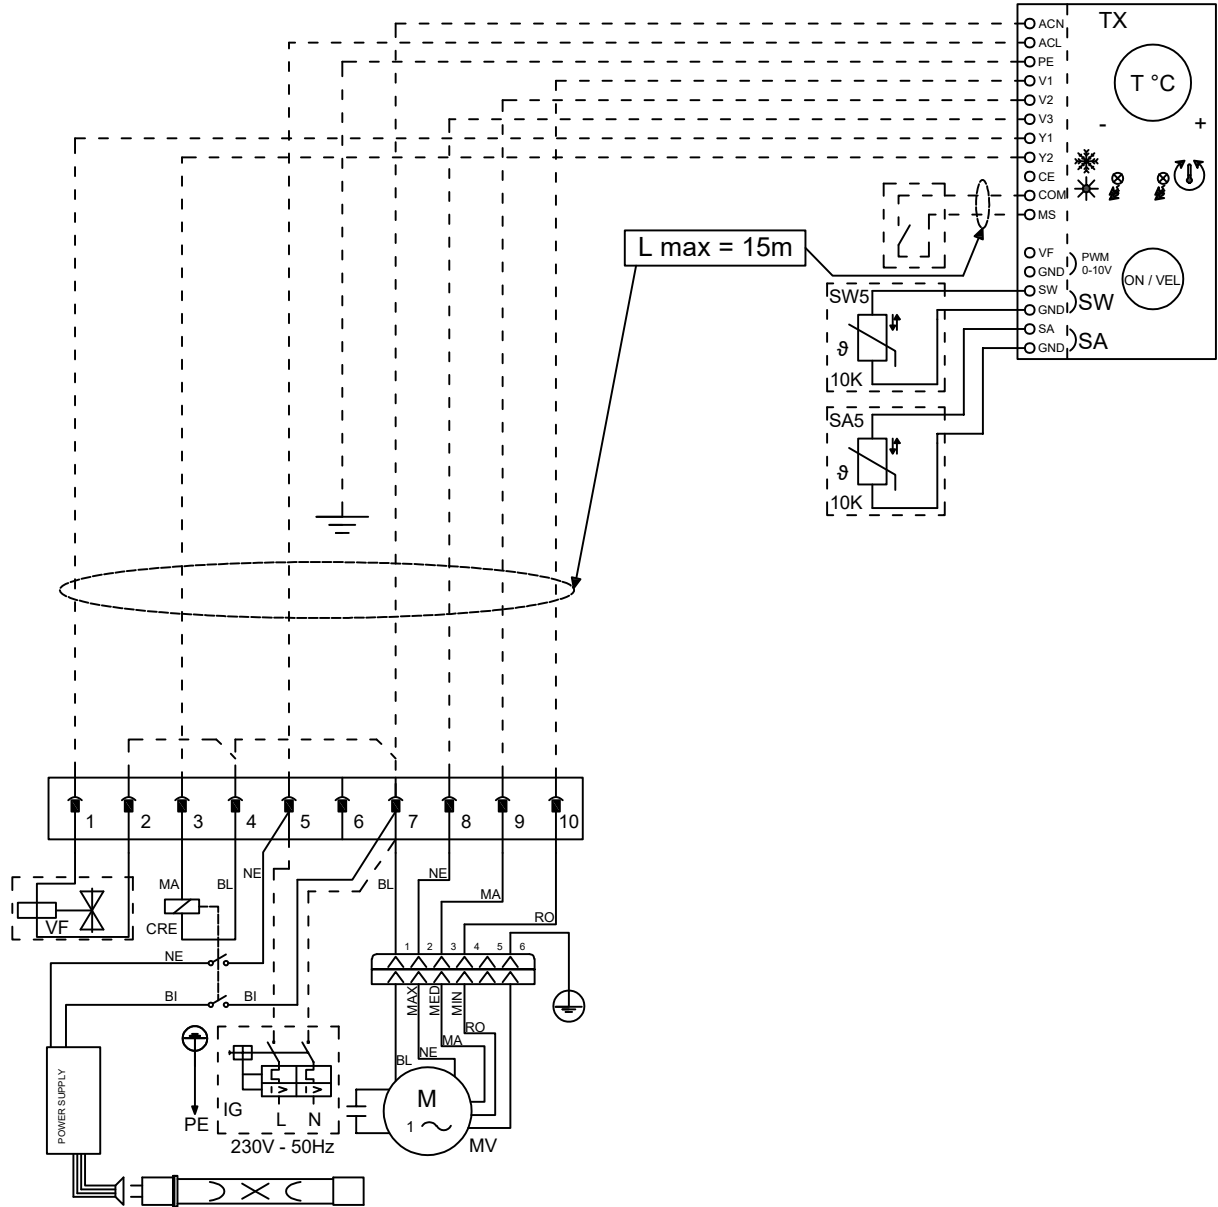 TX
ACN
ACL
PE
V1
V2
V3
Y1
Y2
CE
COM
MS
VF
GND
SW
GND
SA
GND
T °C
- +
PWM
0-10V
ON / VEL
SW
SA
L max = 15m
SW5
ϑ
10K
SA5
ϑ
10K
1 2 3 4 5 6 7 8 9 10
MA
BL
NE
BL
NE
MA
RO
VF
CRE
NE
BI
BI
1 2 3 4 5 6
MAX
MED
MIN
RO
MA
NE
BL
POWER SUPPLY
PE
IG
L N
230V - 50Hz
M
1
MV